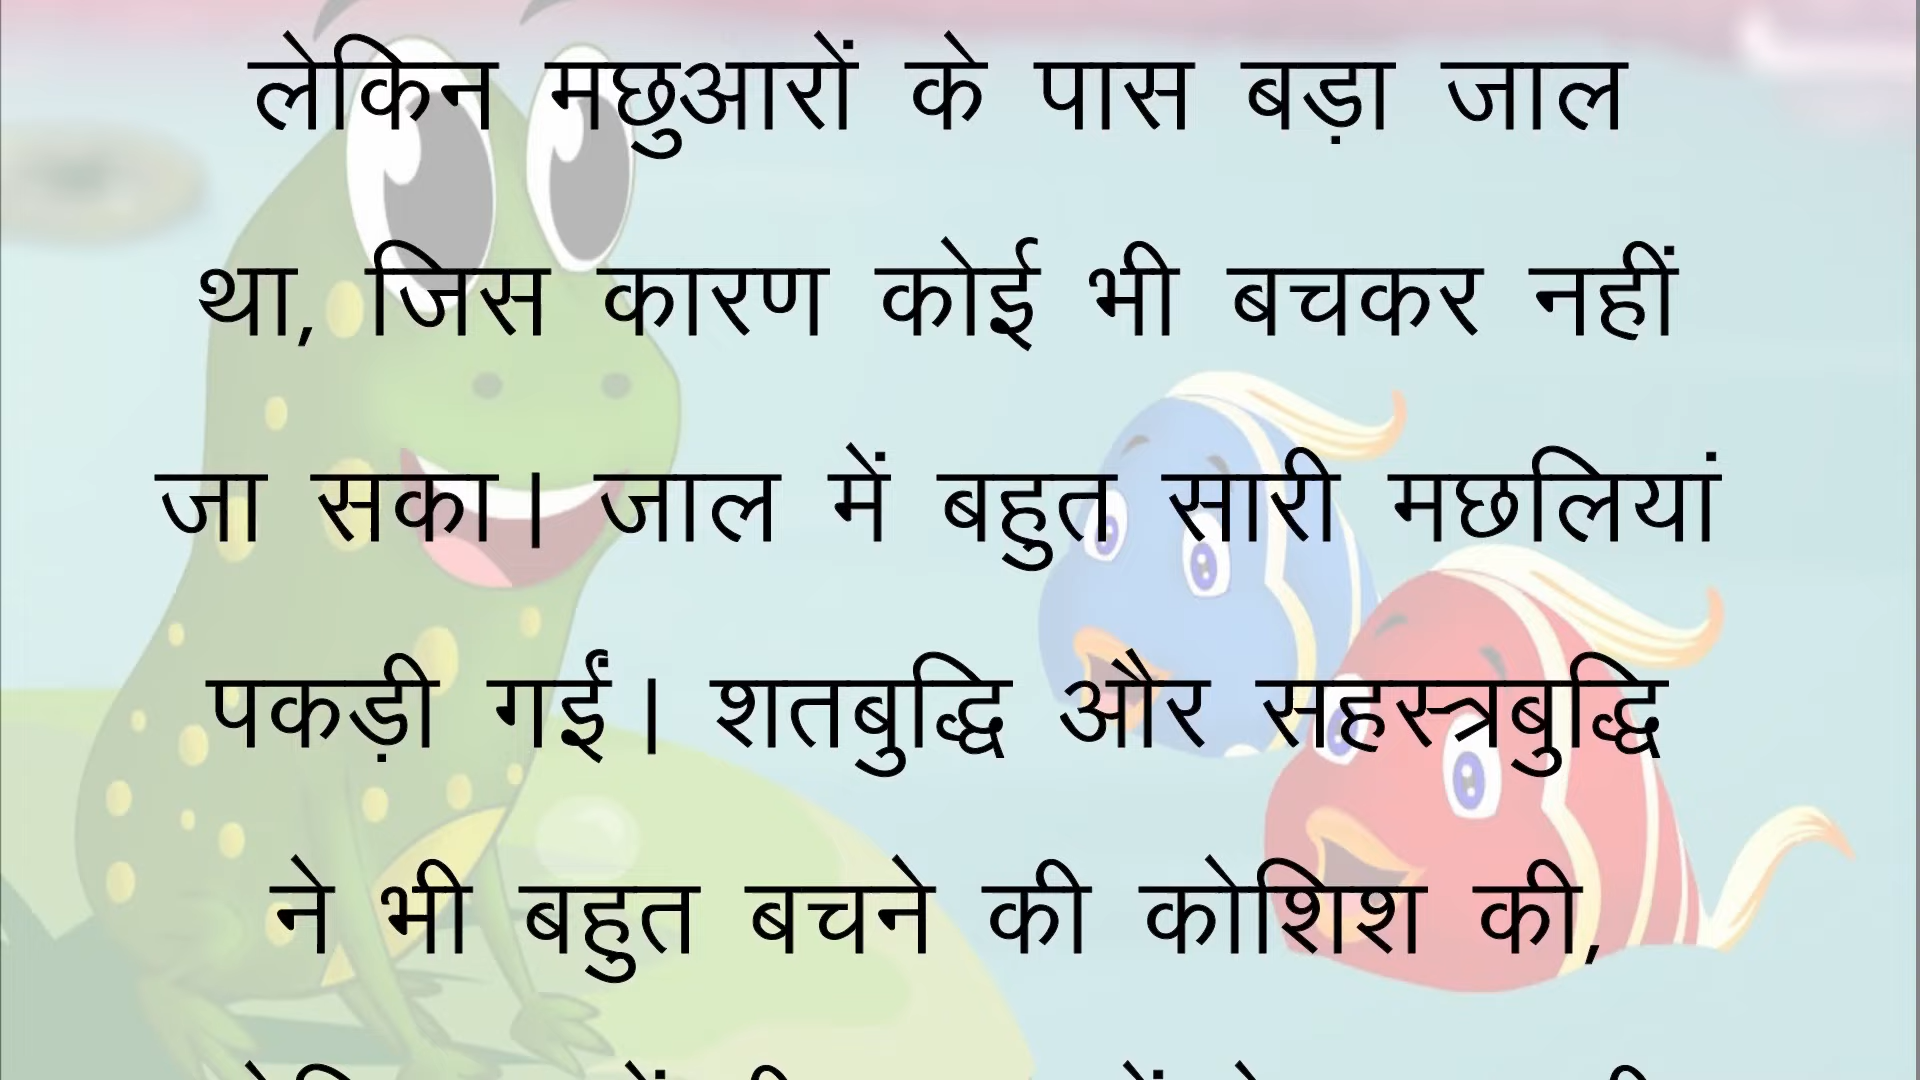 लेकिन मछुआरों के पास बड़ा जाल
था, जिस कारण कोई भी बचकर नहीं
जा सका। जाल में बहुत सारी मछलियां
पकड़ी गईं। शतबुद्धि और सहस्त्रबुद्धि
ने भी बहुत बचने की कोशिश की,